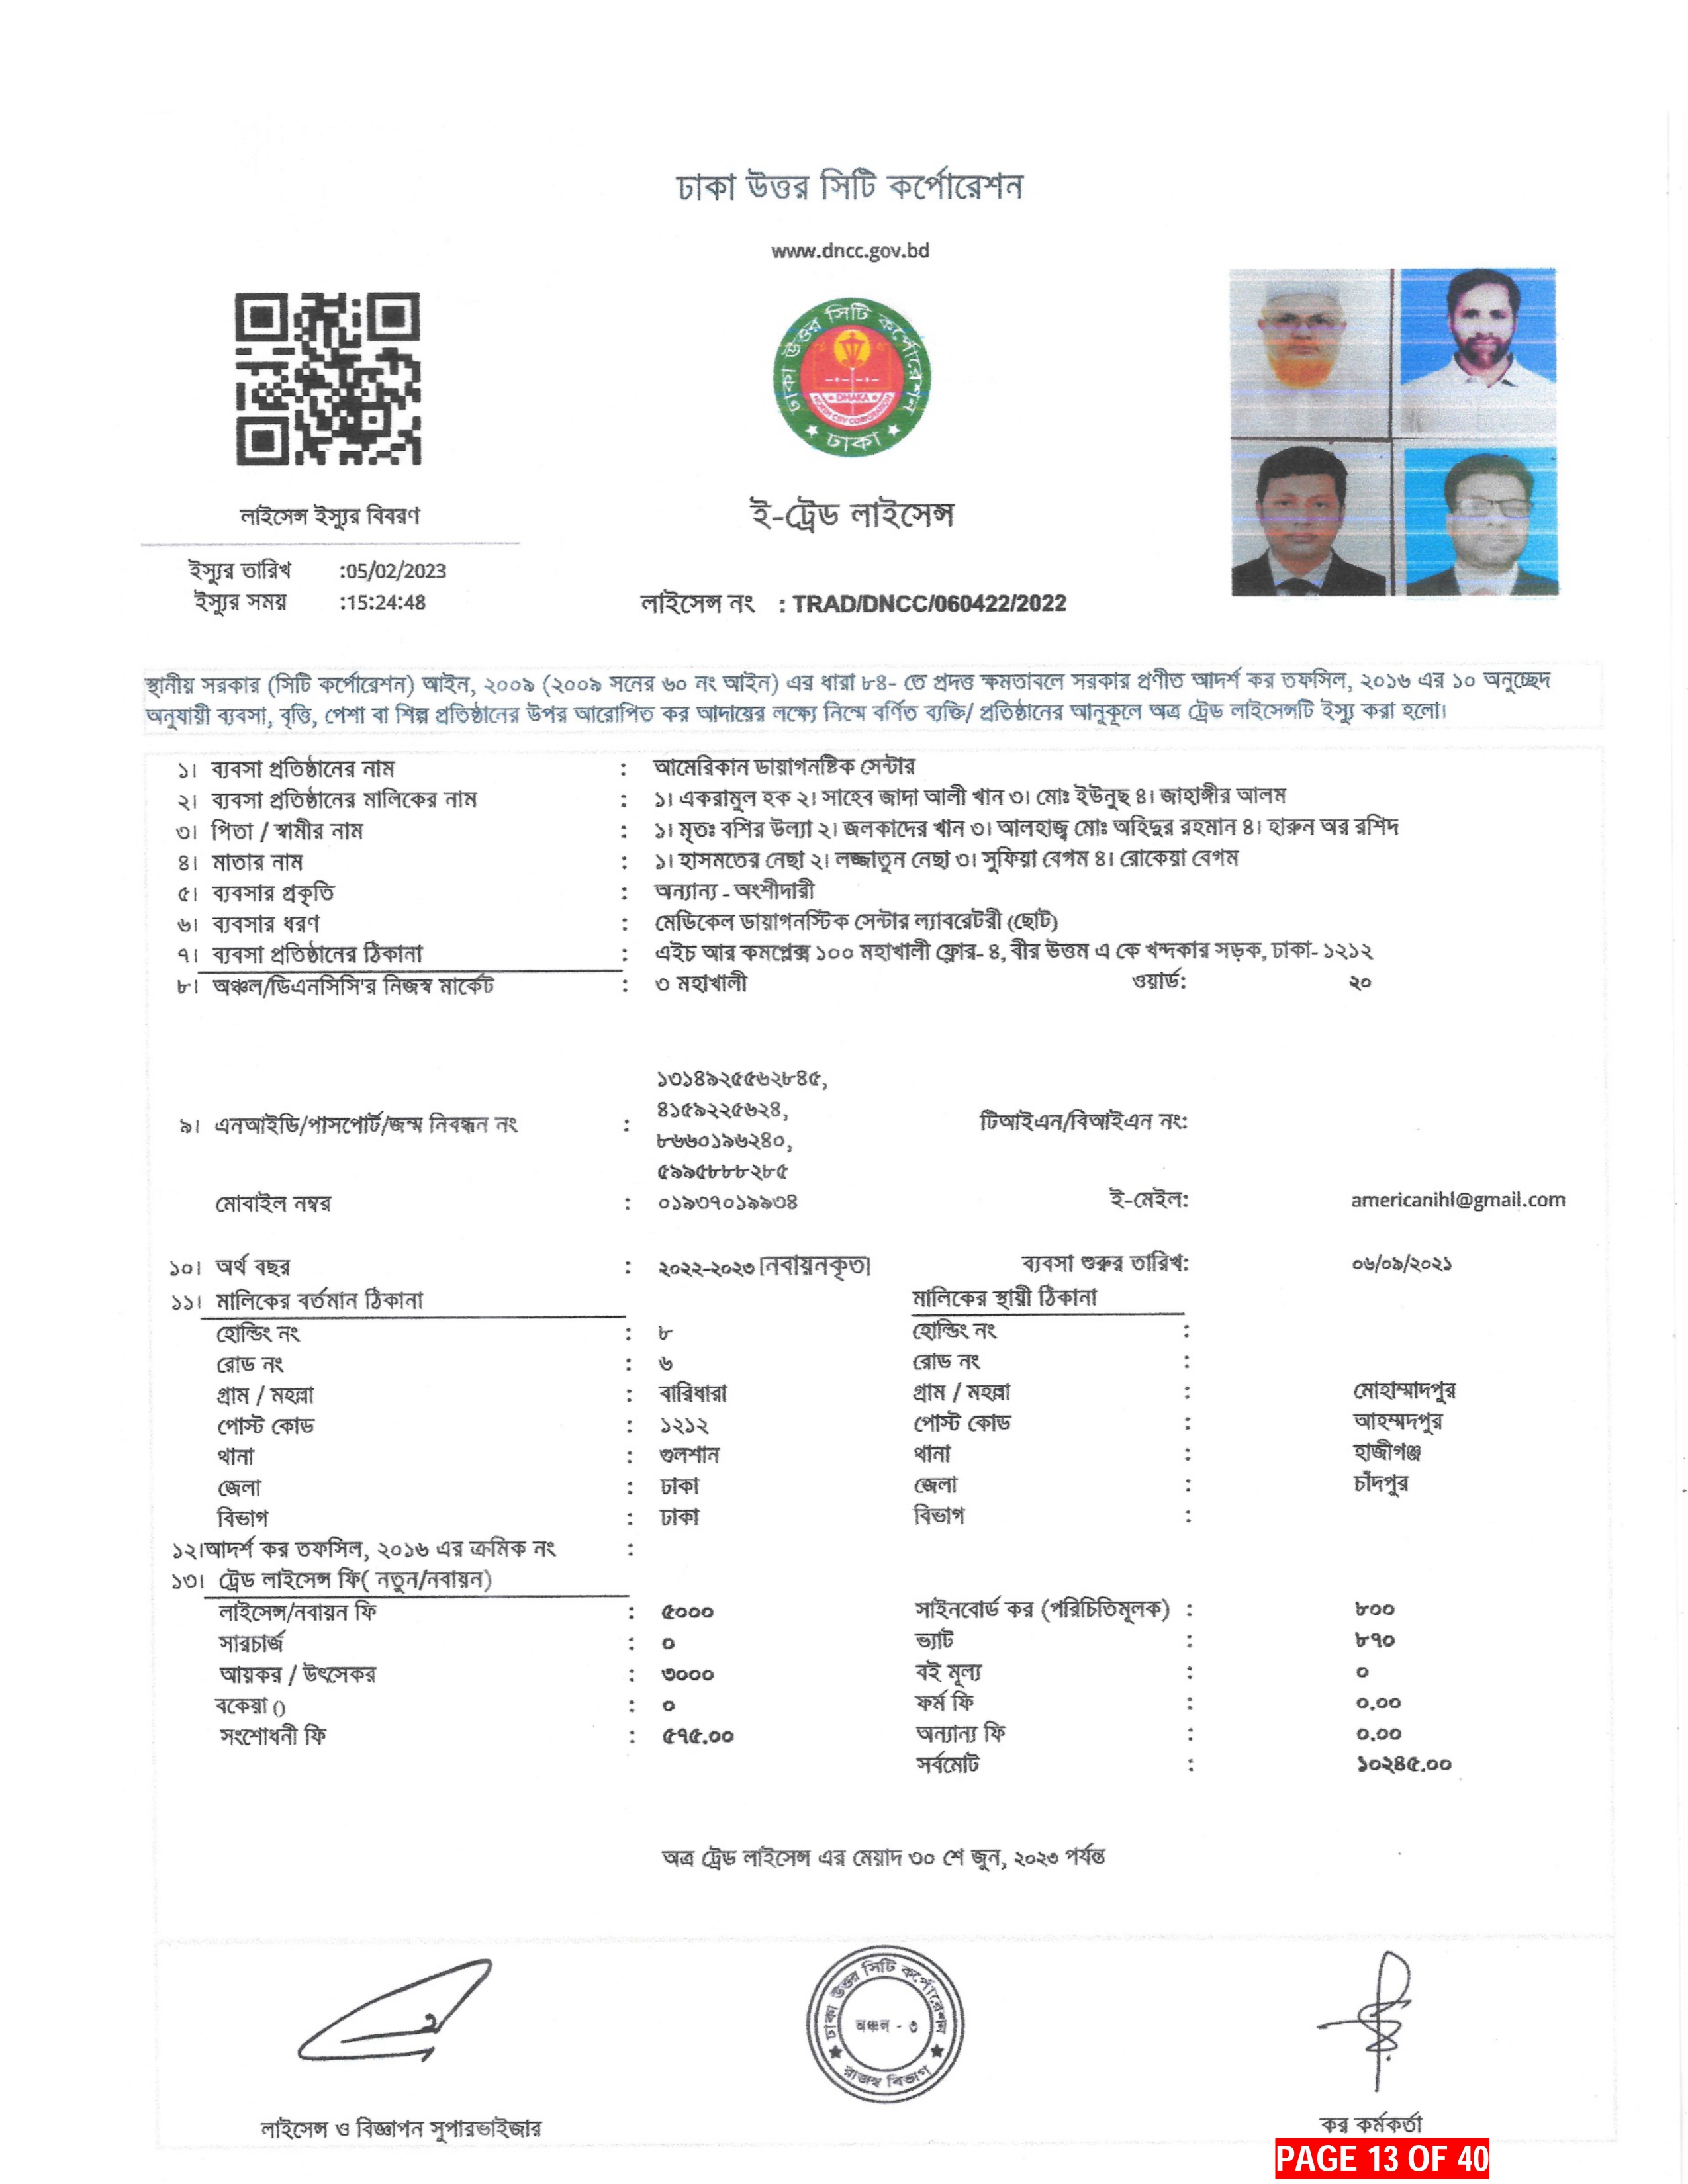 ঢাকা উত্তর সিটি কর্পোরেশন
www.dncc.gov.bd
ঢাকা উত্তর সিটি কর্পোরেশন
DHAKA
NORTH CITY CORPORATION
ঢাকা
লাইসেন্স ইস্যুর বিবরণ
ই-ট্রেড লাইসেন্স
ইস্যুর তারিখ :05/02/2023
ইস্যুর সময় :15:24:48
লাইসেন্স নং : TRAD/DNCC/060422/2022
স্থানীয় সরকার (সিটি কর্পোরেশন) আইন, ২০০৯ (২০০৯ সনের ৬০ নং আইন) এর ধারা ৮৪- তে প্রদত্ত ক্ষমতাবলে সরকার প্রণীত আদর্শ কর তফসিল, ২০১৬ এর ১০ অনুচ্ছেদ
অনুযায়ী ব্যবসা, বৃত্তি, পেশা বা শিল্প প্রতিষ্ঠানের উপর আরোপিত কর আদায়ের লক্ষ্যে নিম্মে বর্ণিত ব্যক্তি/ প্রতিষ্ঠানের আনুকূলে অত্র ট্রেড লাইসেন্সটি ইস্যু করা হলো।
১। ব্যবসা প্রতিষ্ঠানের নাম : আমেরিকান ডায়াগনষ্টিক সেন্টার
২। ব্যবসা প্রতিষ্ঠানের মালিকের নাম : ১। একরামুল হক ২। সাহেব জাদা আলী খান ৩। মোঃ ইউনুছ ৪। জাহাঙ্গীর আলম
৩। পিতা / স্বামীর নাম : ১। মৃতঃ বশির উল্যা ২। জলকাদের খান ৩। আলহাজ্ব মোঃ অহিদুর রহমান ৪। হারুন অর রশিদ
৪। মাতার নাম : ১। হাসমতের নেছা ২। লজ্জাতুন নেছা ৩। সুফিয়া বেগম ৪। রোকেয়া বেগম
৫। ব্যবসার প্রকৃতি : অন্যান্য - অংশীদারী
৬। ব্যবসার ধরণ : মেডিকেল ডায়াগনস্টিক সেন্টার ল্যাবরেটরী (ছোট)
৭। ব্যবসা প্রতিষ্ঠানের ঠিকানা : এইচ আর কমপ্লেক্স ১০০ মহাখালী ফ্লোর- ৪, বীর উত্তম এ কে খন্দকার সড়ক, ঢাকা- ১২১২
৮। অঞ্চল/ডিএনসিসি'র নিজস্ব মার্কেট : ৩ মহাখালী ওয়ার্ড: ২০
১৩১৪৯২৫৫৬২৮৪৫,
৪১৫৯২২৫৬২৪,
৯। এনআইডি/পাসপোর্ট/জন্ম নিবন্ধন নং : টিআইএন/বিআইএন নং:
৮৬৬০১৯৬২৪০,
৫৯৯৫৮৮৮২৮৫
মোবাইল নম্বর : ০১৯৩৭০১৯৯৩৪ ই-মেইল: americanihl@gmail.com
১০। অর্থ বছর : ২০২২-২০২৩ [নবায়নকৃত] ব্যবসা শুরুর তারিখ: ০৬/০৯/২০২১
১১। মালিকের বর্তমান ঠিকানা মালিকের স্থায়ী ঠিকানা
হোল্ডিং নং : ৮ হোল্ডিং নং :
রোড নং : ৬ রোড নং :
গ্রাম / মহল্লা : বারিধারা গ্রাম / মহল্লা : মোহাম্মাদপুর
পোস্ট কোড : ১২১২ পোস্ট কোড : আহম্মদপুর
থানা : গুলশান থানা : হাজীগঞ্জ
জেলা : ঢাকা জেলা : চাঁদপুর
বিভাগ : ঢাকা বিভাগ :
১২।আদর্শ কর তফসিল, ২০১৬ এর ক্রমিক নং :
১৩। ট্রেড লাইসেন্স ফি( নতুন/নবায়ন)
লাইসেন্স/নবায়ন ফি : ৫০০০ সাইনবোর্ড কর (পরিচিতিমূলক) : ৮০০
সারচার্জ : ০ ভ্যাট : ৮৭০
আয়কর / উৎসেকর : ৩০০০ বই মূল্য : ০
বকেয়া () : ০ ফর্ম ফি : ০.০০
সংশোধনী ফি : ৫৭৫.০০ অন্যান্য ফি : ০.০০
সর্বমোট : ১০২৪৫.০০
অত্র ট্রেড লাইসেন্স এর মেয়াদ ৩০ শে জুন, ২০২৩ পর্যন্ত
ঢাকা উত্তর সিটি কর্পোরেশন
অঞ্চল - ৩
রাজস্ব বিভাগ
লাইসেন্স ও বিজ্ঞাপন সুপারভাইজার
কর কর্মকর্তা
PAGE 13 OF 40